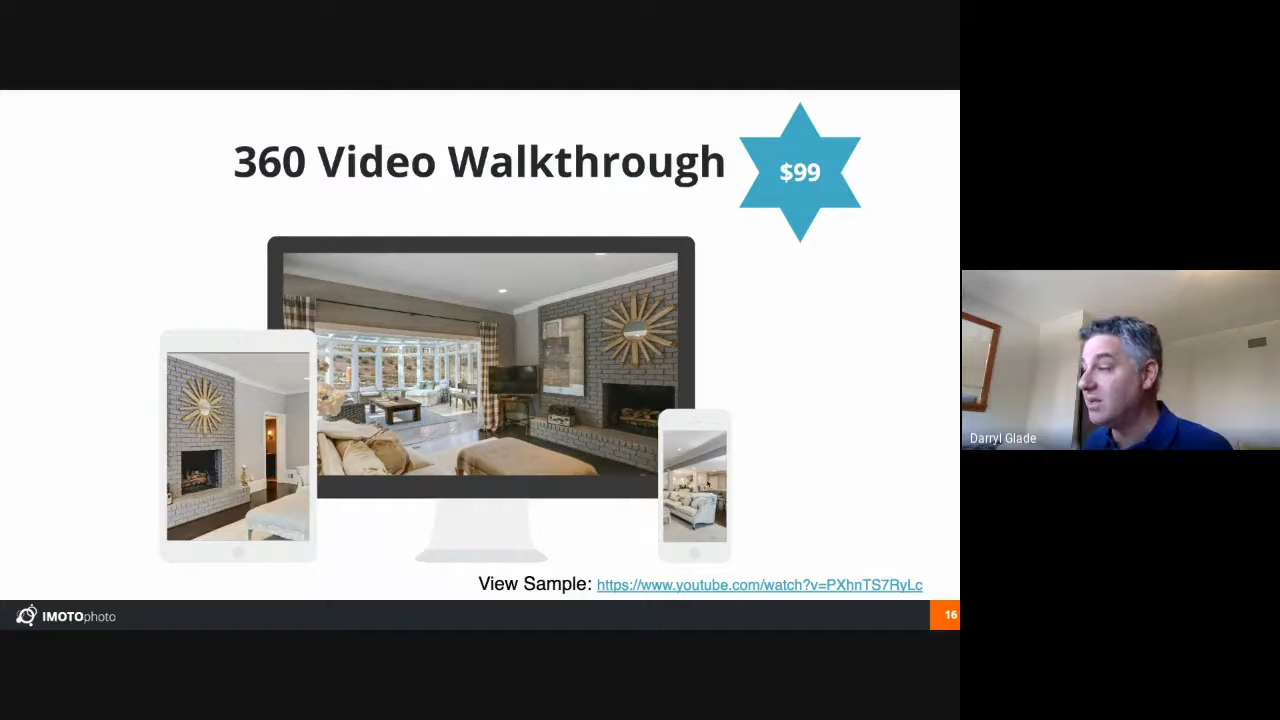 360 Video Walkthrough
$99
View Sample: https://www.youtube.com/watch?v=PXhnTS7RyLc
IMOTOphoto
16
Darryl Glade